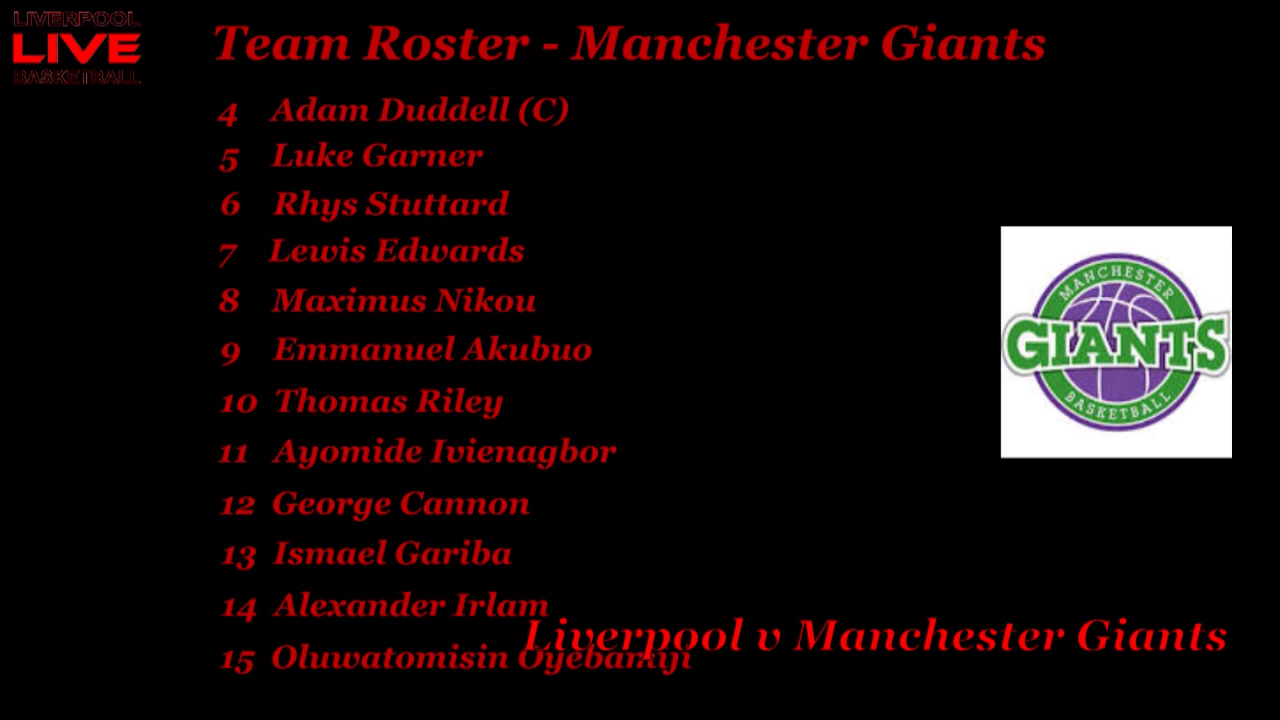 LIVERPOOL
LIVE
BASKETBALL
Team Roster - Manchester Giants
4 Adam Duddell (C)
5 Luke Garner
6 Rhys Stuttard
7 Lewis Edwards
8 Maximus Nikou
9 Emmanuel Akubuo
10 Thomas Riley
11 Ayomide Ivienagbor
12 George Cannon
13 Ismael Gariba
14 Alexander Irlam
15 Oluwatomisin Oyebamiji
Liverpool v Manchester Giants
MANCHESTER
GIANTS
BASKETBALL